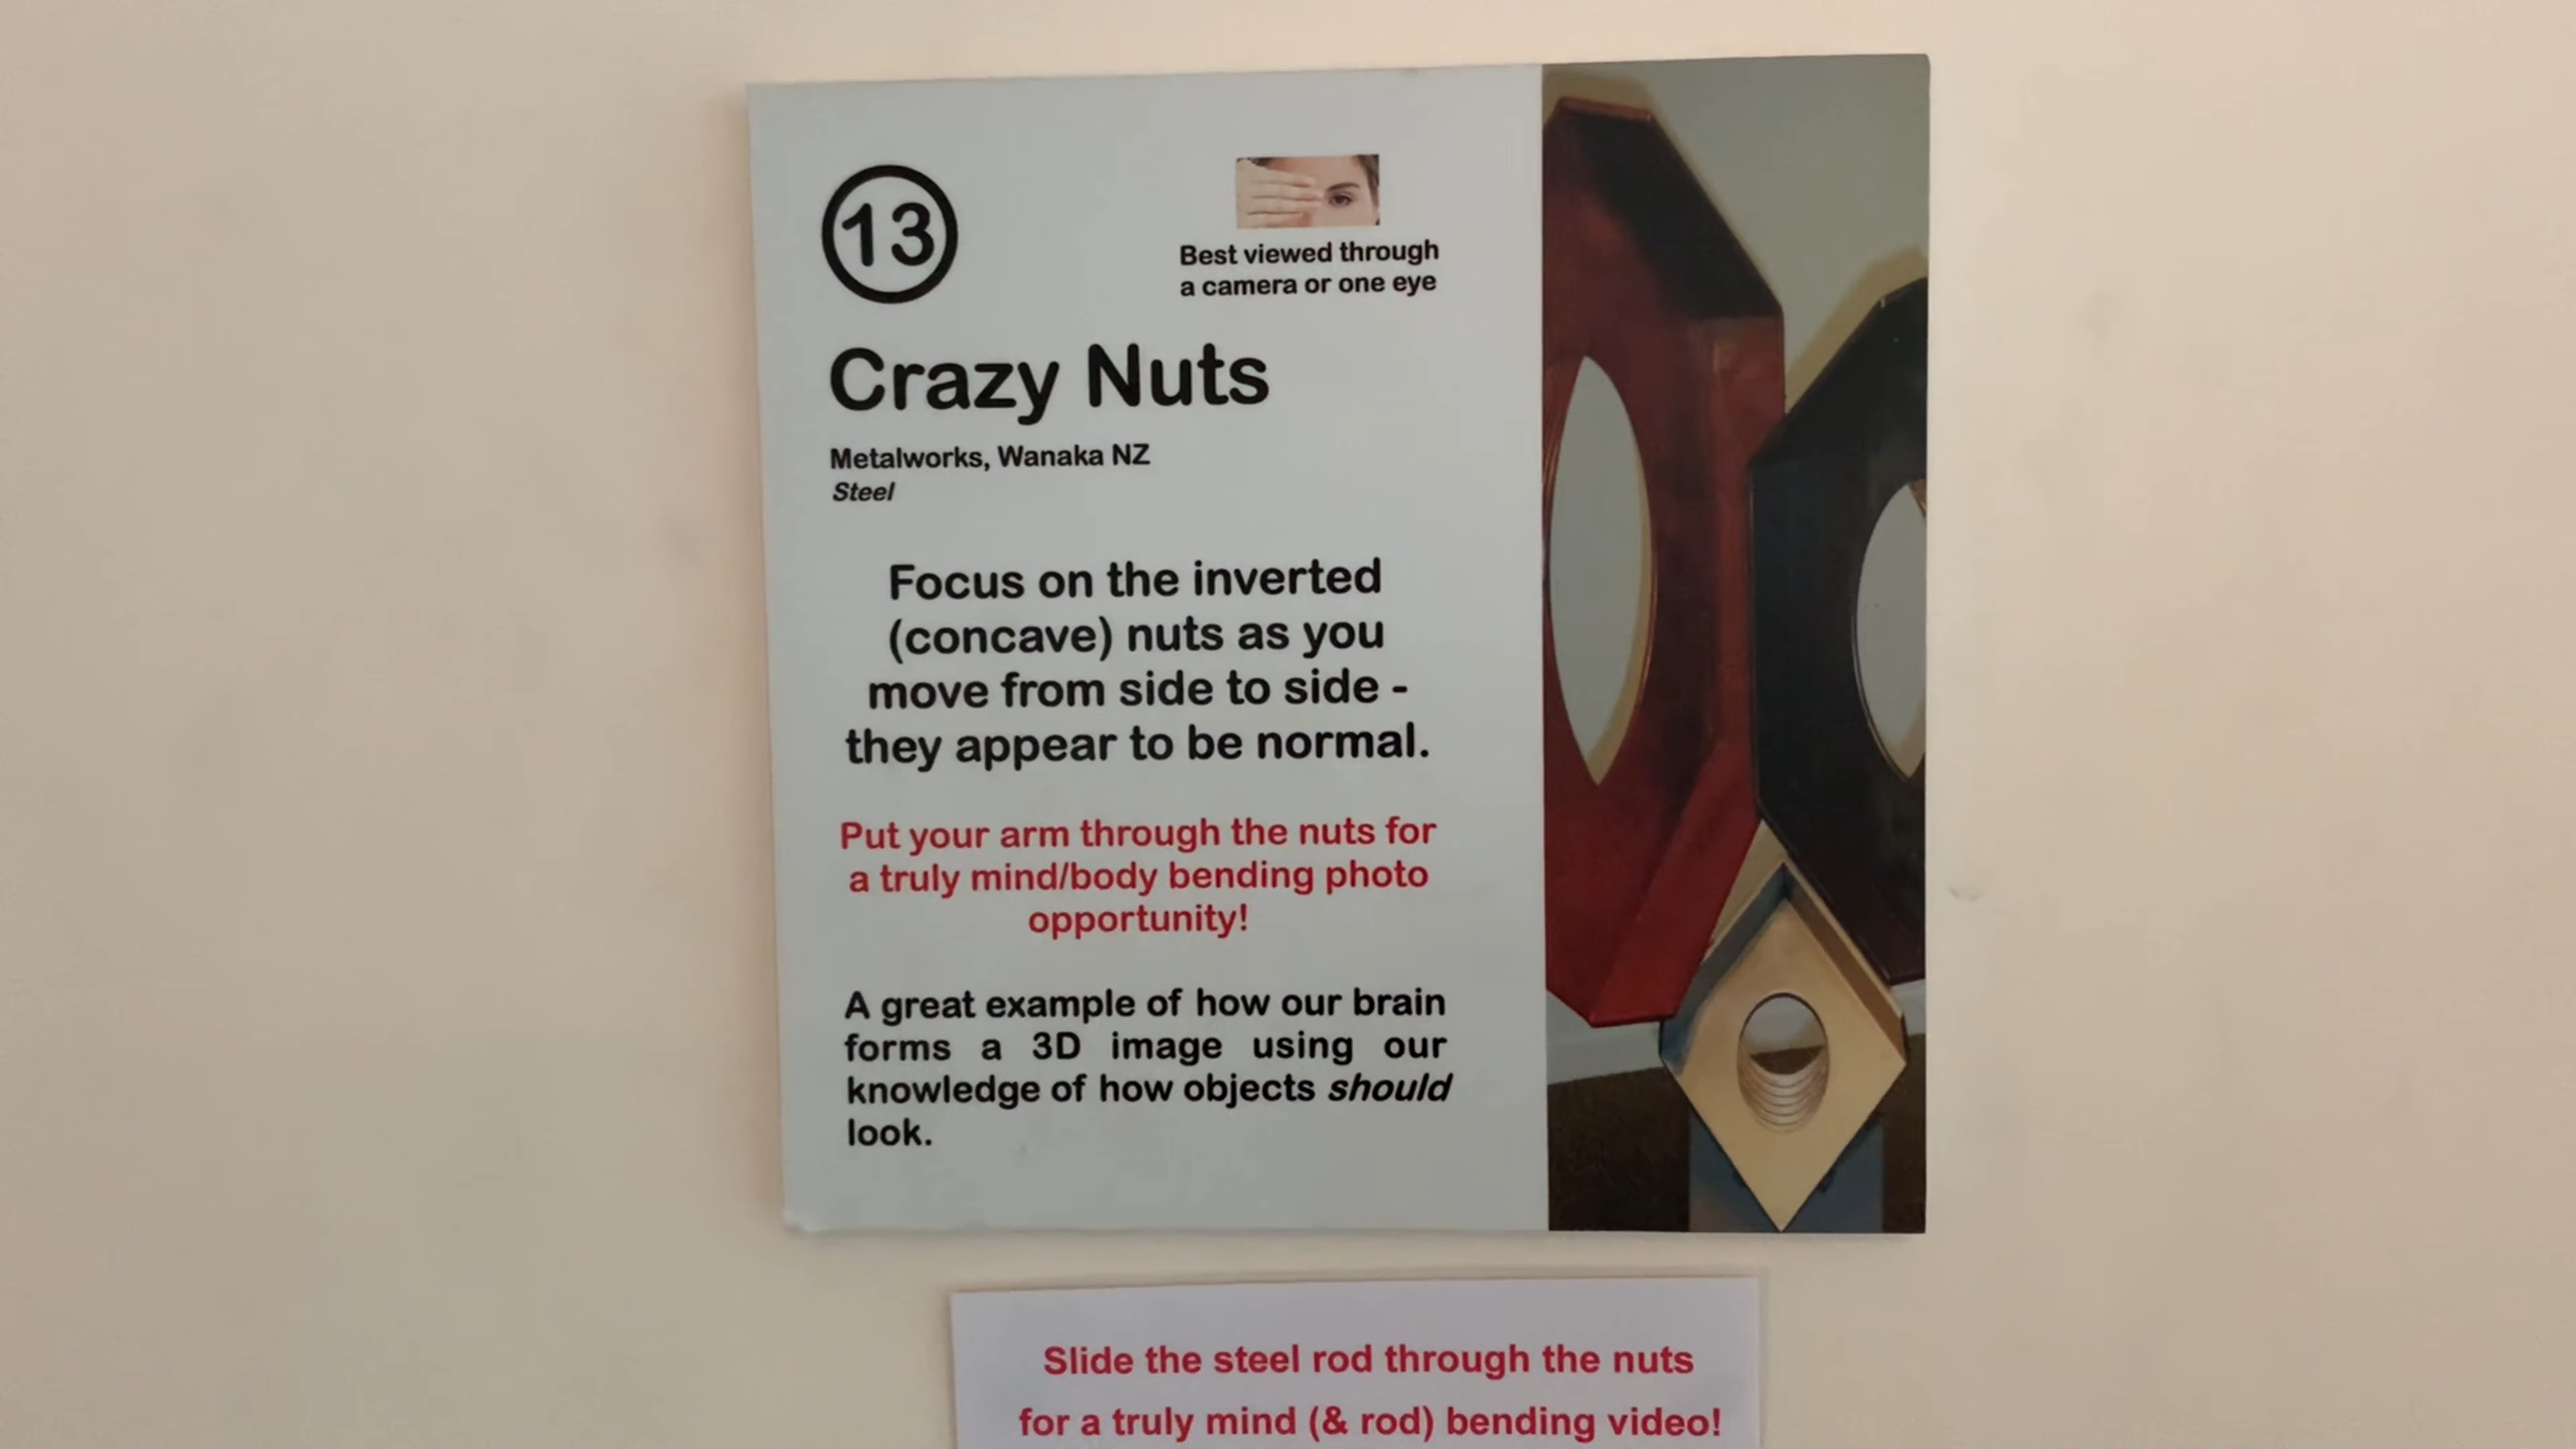 13
Best viewed through
a camera or one eye
Crazy Nuts
Metalworks, Wanaka NZ
Steel
Focus on the inverted
(concave) nuts as you
move from side to side -
they appear to be normal.
Put your arm through the nuts for
a truly mind/body bending photo
opportunity!
A great example of how our brain
forms a 3D image using our
knowledge of how objects should
look.
Slide the steel rod through the nuts
for a truly mind (& rod) bending video!